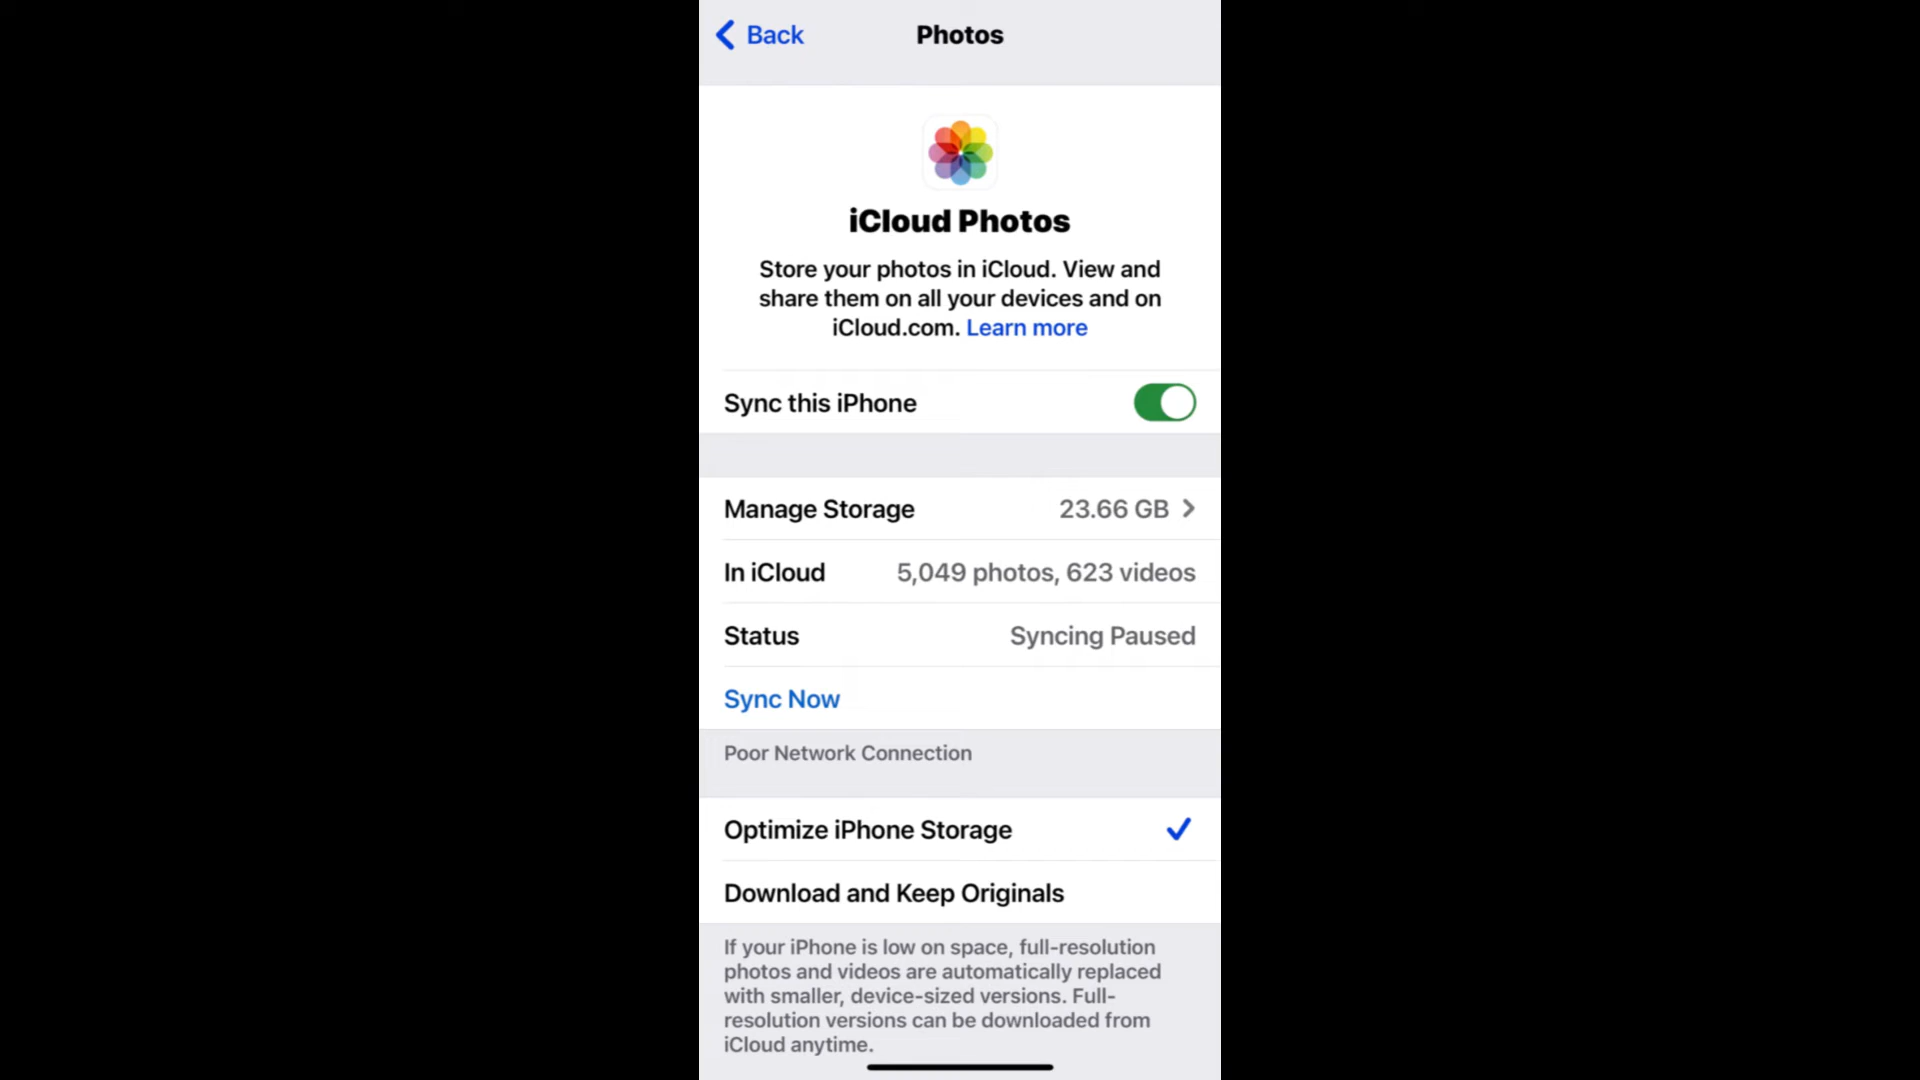 Back
Photos
iCloud Photos
Store your photos in iCloud. View and
share them on all your devices and on
iCloud.com. Learn more
Sync this iPhone
Manage Storage 23.66 GB
In iCloud 5,049 photos, 623 videos
Status Syncing Paused
Sync Now
Poor Network Connection
Optimize iPhone Storage
Download and Keep Originals
If your iPhone is low on space, full-resolution
photos and videos are automatically replaced
with smaller, device-sized versions. Full-
resolution versions can be downloaded from
iCloud anytime.